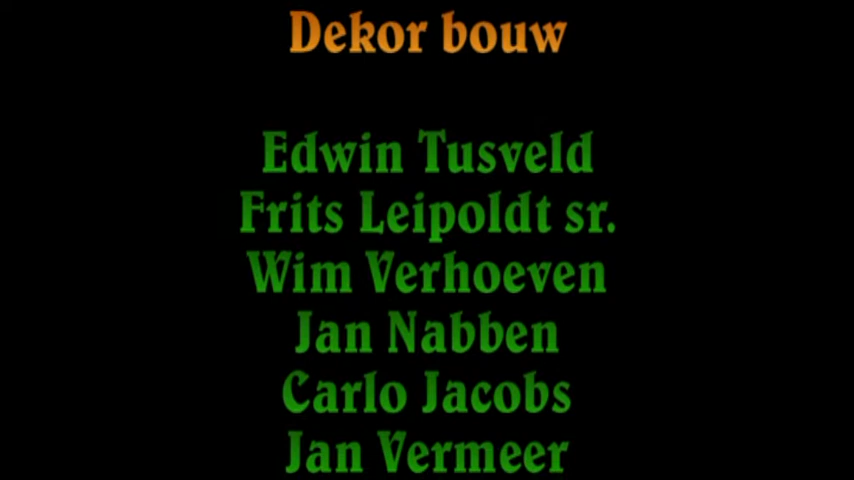 Dekor bouw
Edwin Tusveld
Frits Leipoldt sr.
Wim Verhoeven
Jan Nabben
Carlo Jacobs
Jan Vermeer